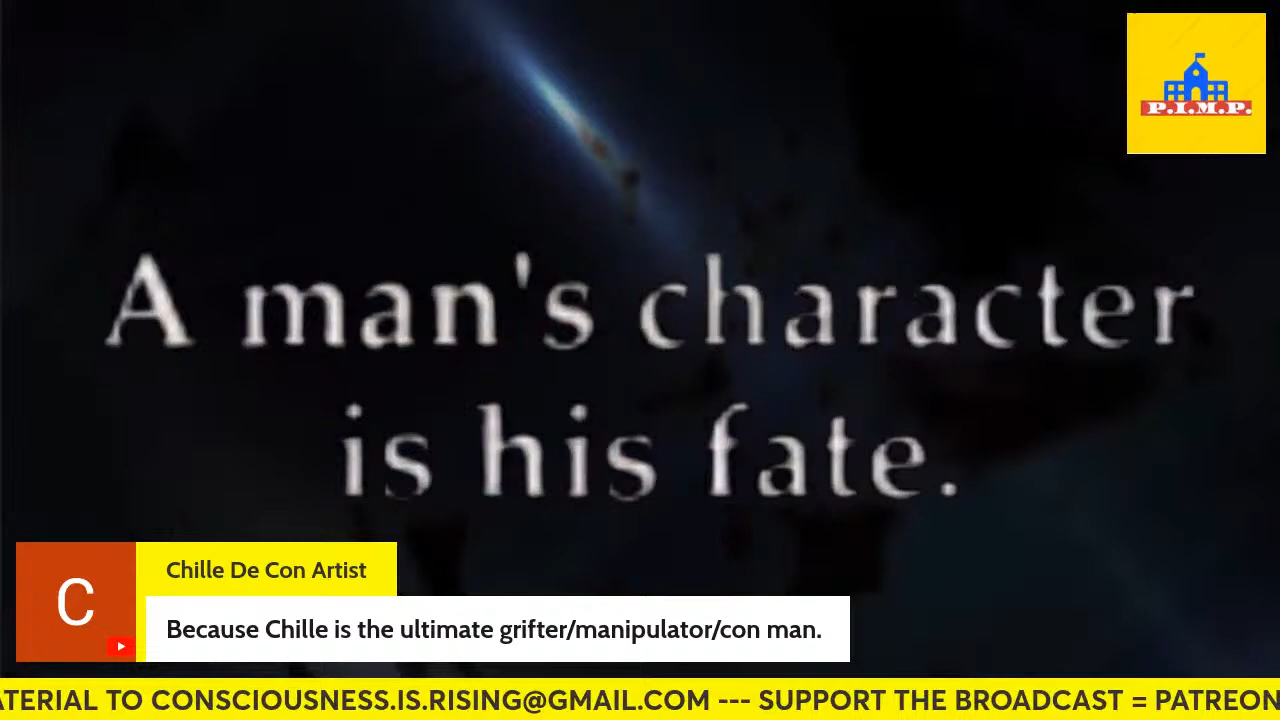 P.I.M.P.
A man's character
is his fate.
C
Chille De Con Artist
Because Chille is the ultimate grifter/manipulator/con man.
ATERIAL TO CONSCIOUSNESS.IS.RISING@GMAIL.COM --- SUPPORT THE BROADCAST = PATREON